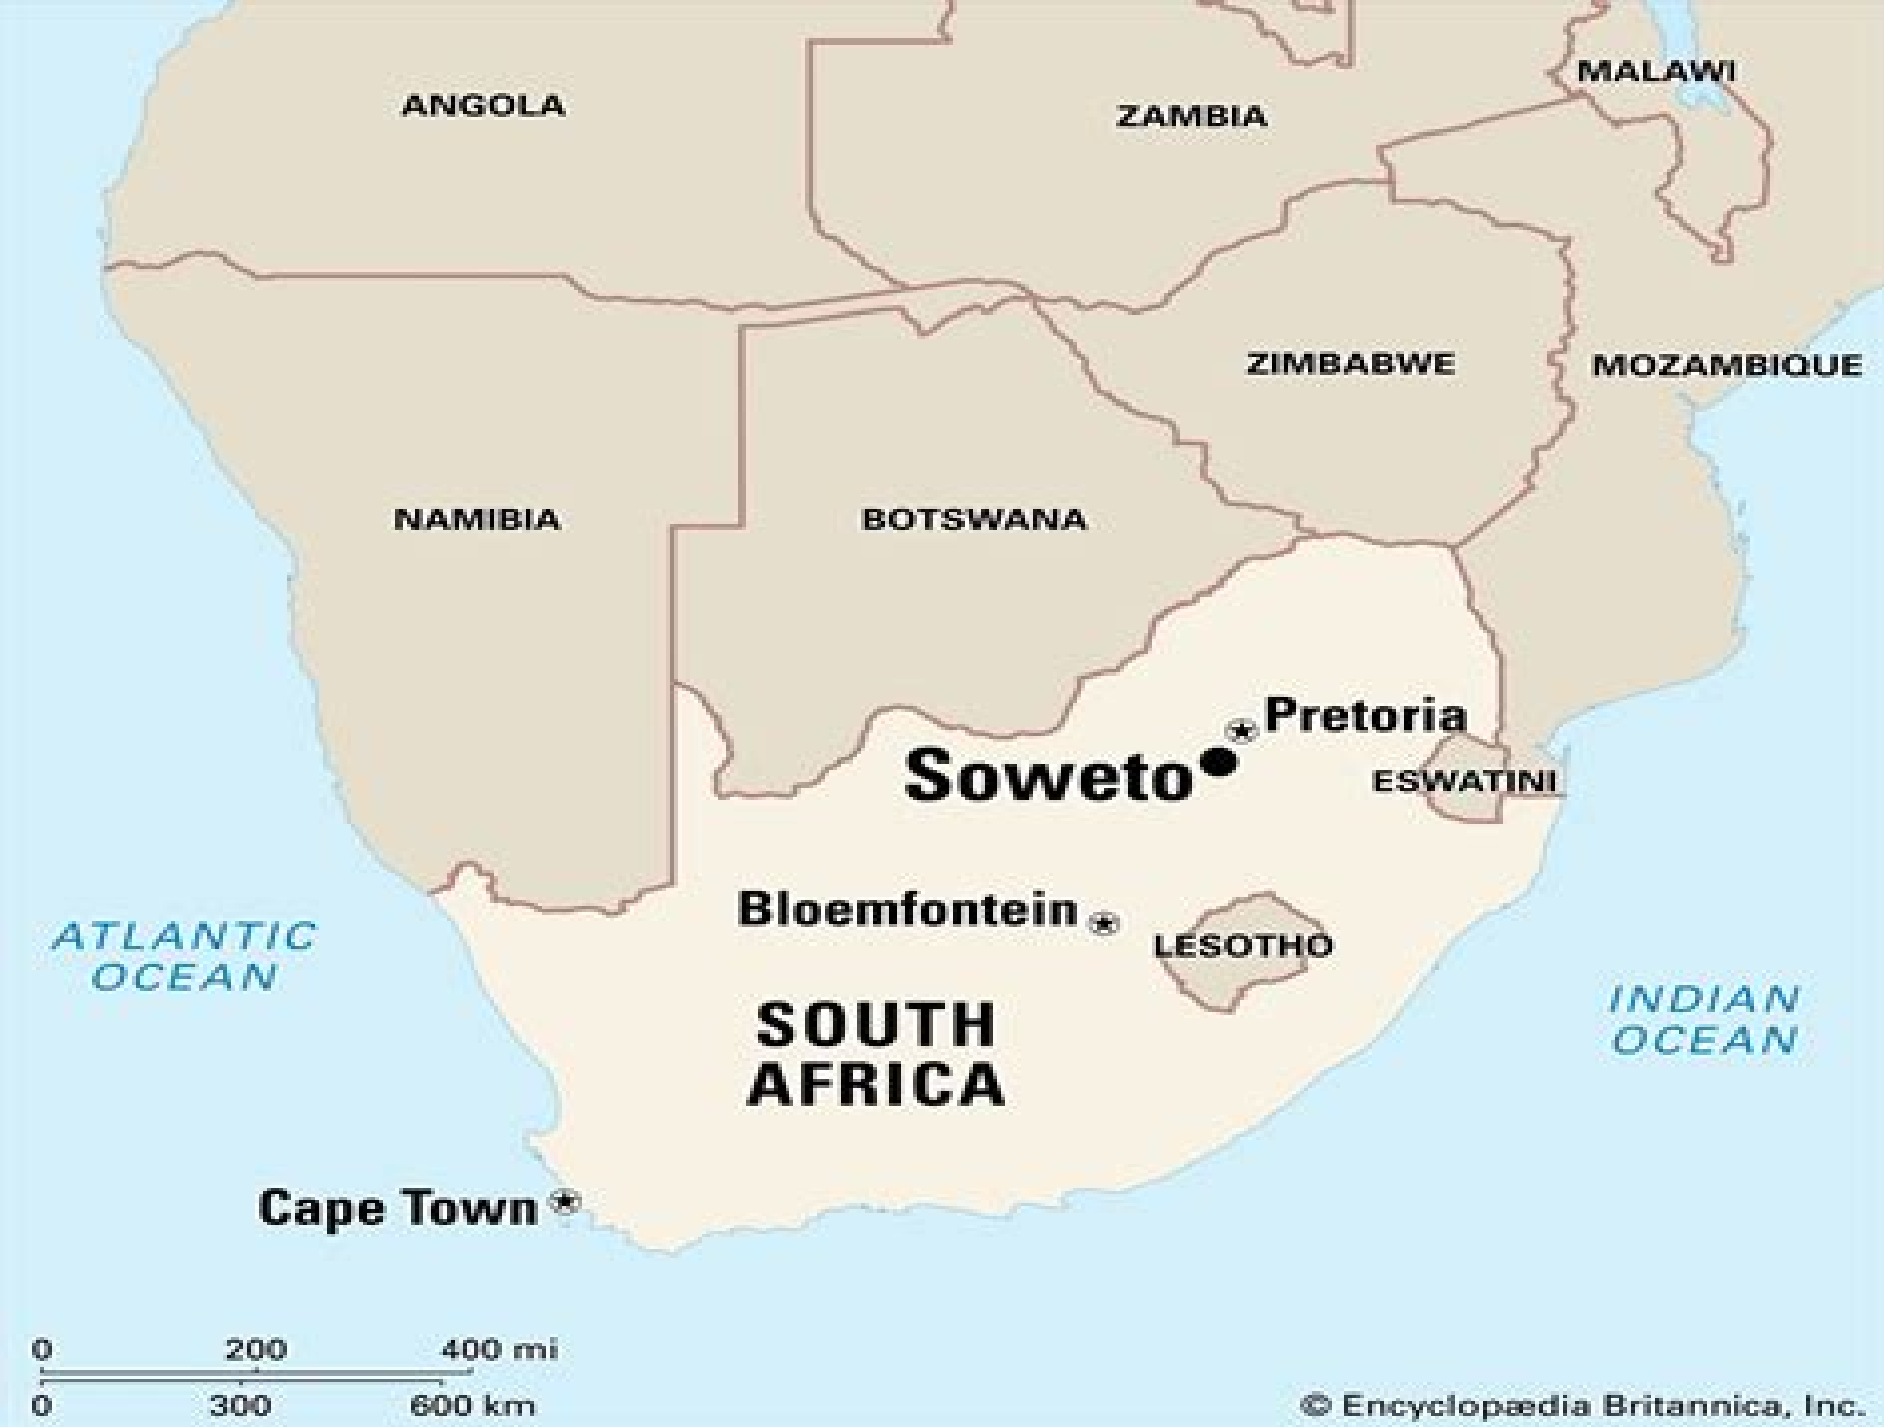 MALAWI
ANGOLA
ZAMBIA
ZIMBABWE
MOZAMBIQUE
NAMIBIA
BOTSWANA
Pretoria
Soweto
ESWATINI
Bloemfontein
LESOTHO
ATLANTIC
OCEAN
INDIAN
OCEAN
SOUTH
AFRICA
Cape Town
0 200 400 mi
0 300 600 km
© Encyclopædia Britannica, Inc.